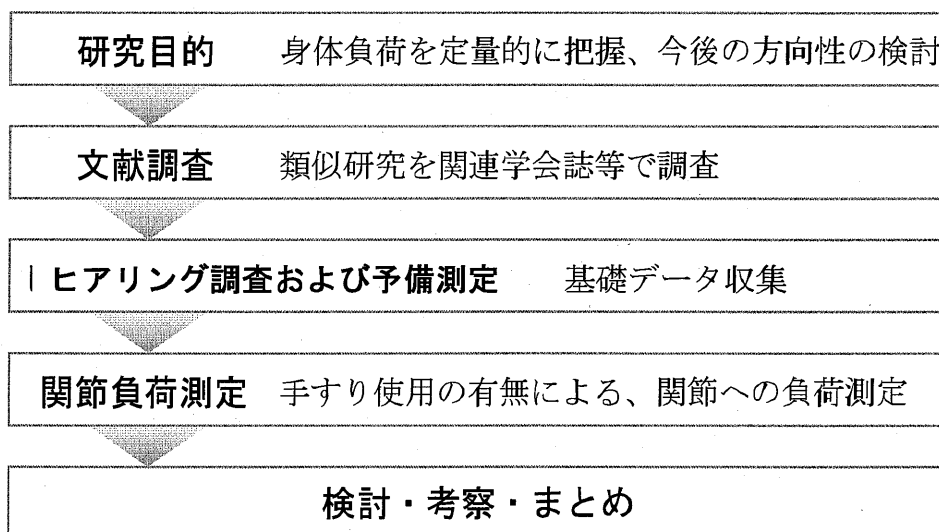 研究目的 身体負荷を定量的に把握、今後の方向性の検討
文献調査 類似研究を関連学会誌等で調査
ヒアリング調査および予備測定 基礎データ収集
関節負荷測定 手すり使用の有無による、関節への負荷測定
検討・考察・まとめ